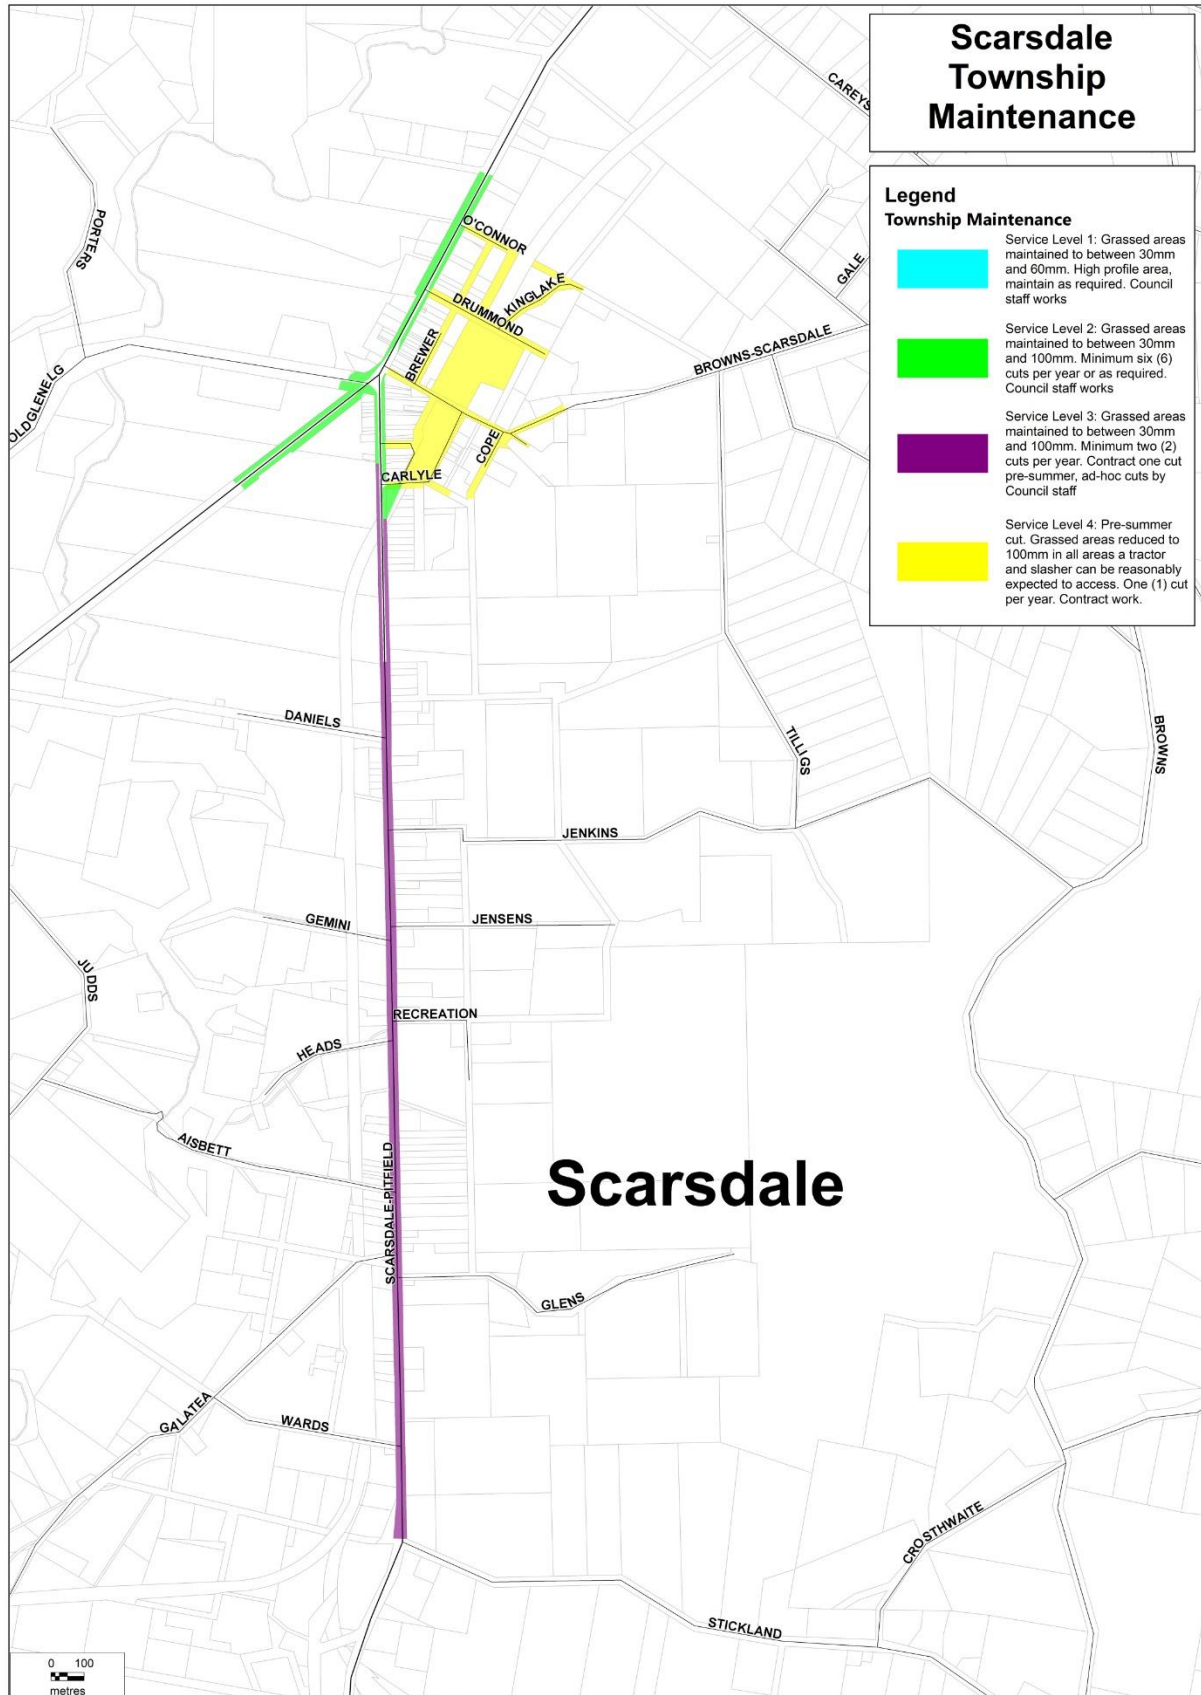 Scarsdale
Township
Maintenance
Legend
Township Maintenance
Service Level 1: Grassed areas
maintained to between 30mm
and 60mm. High profile area,
maintain as required. Council
staff works
Service Level 2: Grassed areas
maintained to between 30mm
and 100mm. Minimum six (6)
cuts per year or as required.
Council staff works
Service Level 3: Grassed areas
maintained to between 30mm
and 100mm. Minimum two (2)
cuts per year. Contract one cut
pre-summer, ad-hoc cuts by
Council staff
Service Level 4: Pre-summer
cut. Grassed areas reduced to
100mm in all areas a tractor
and slasher can be reasonably
expected to access. One (1) cut
per year. Contract work.
CAREYS
PORTERS
O'CONNOR
GALE
KINGLAKE
DRUMMOND
BROWNS-SCARSDALE
BREWER
OLDGLENELG
COPE
CARLYLE
DANIELS
TILLIGS
BROWNS
JENKINS
GEMINI
JENSENS
JUDDS
RECREATION
HEADS
AISBETT
SCARSDALE-PITFIELD
Scarsdale
GLENS
GALATEA
WARDS
CROSTHWAITE
STICKLAND
0 100
metres